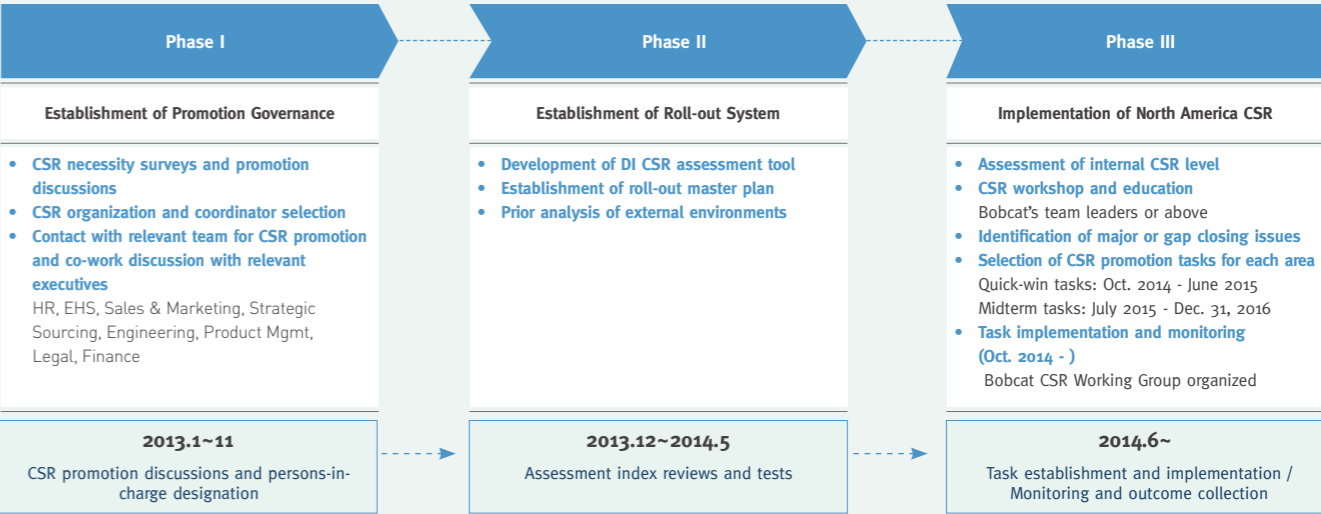 Phase I
Establishment of Promotion Governance
• CSR necessity surveys and promotion
discussions
• CSR organization and coordinator selection
• Contact with relevant team for CSR promotion
and co-work discussion with relevant
executives
HR, EHS, Sales & Marketing, Strategic
Sourcing, Engineering, Product Mgmt,
Legal, Finance
2013.1~11
CSR promotion discussions and persons-in-
charge designation
Phase II
Establishment of Roll-out System
• Development of DI CSR assessment tool
• Establishment of roll-out master plan
• Prior analysis of external environments
2013.12~2014.5
Assessment index reviews and tests
Phase III
Implementation of North America CSR
• Assessment of internal CSR level
• CSR workshop and education
Bobcat's team leaders or above
• Identification of major or gap closing issues
• Selection of CSR promotion tasks for each area
Quick-win tasks: Oct. 2014 - June 2015
Midterm tasks: July 2015 - Dec. 31, 2016
• Task implementation and monitoring
(Oct. 2014 - )
Bobcat CSR Working Group organized
2014.6~
Task establishment and implementation /
Monitoring and outcome collection